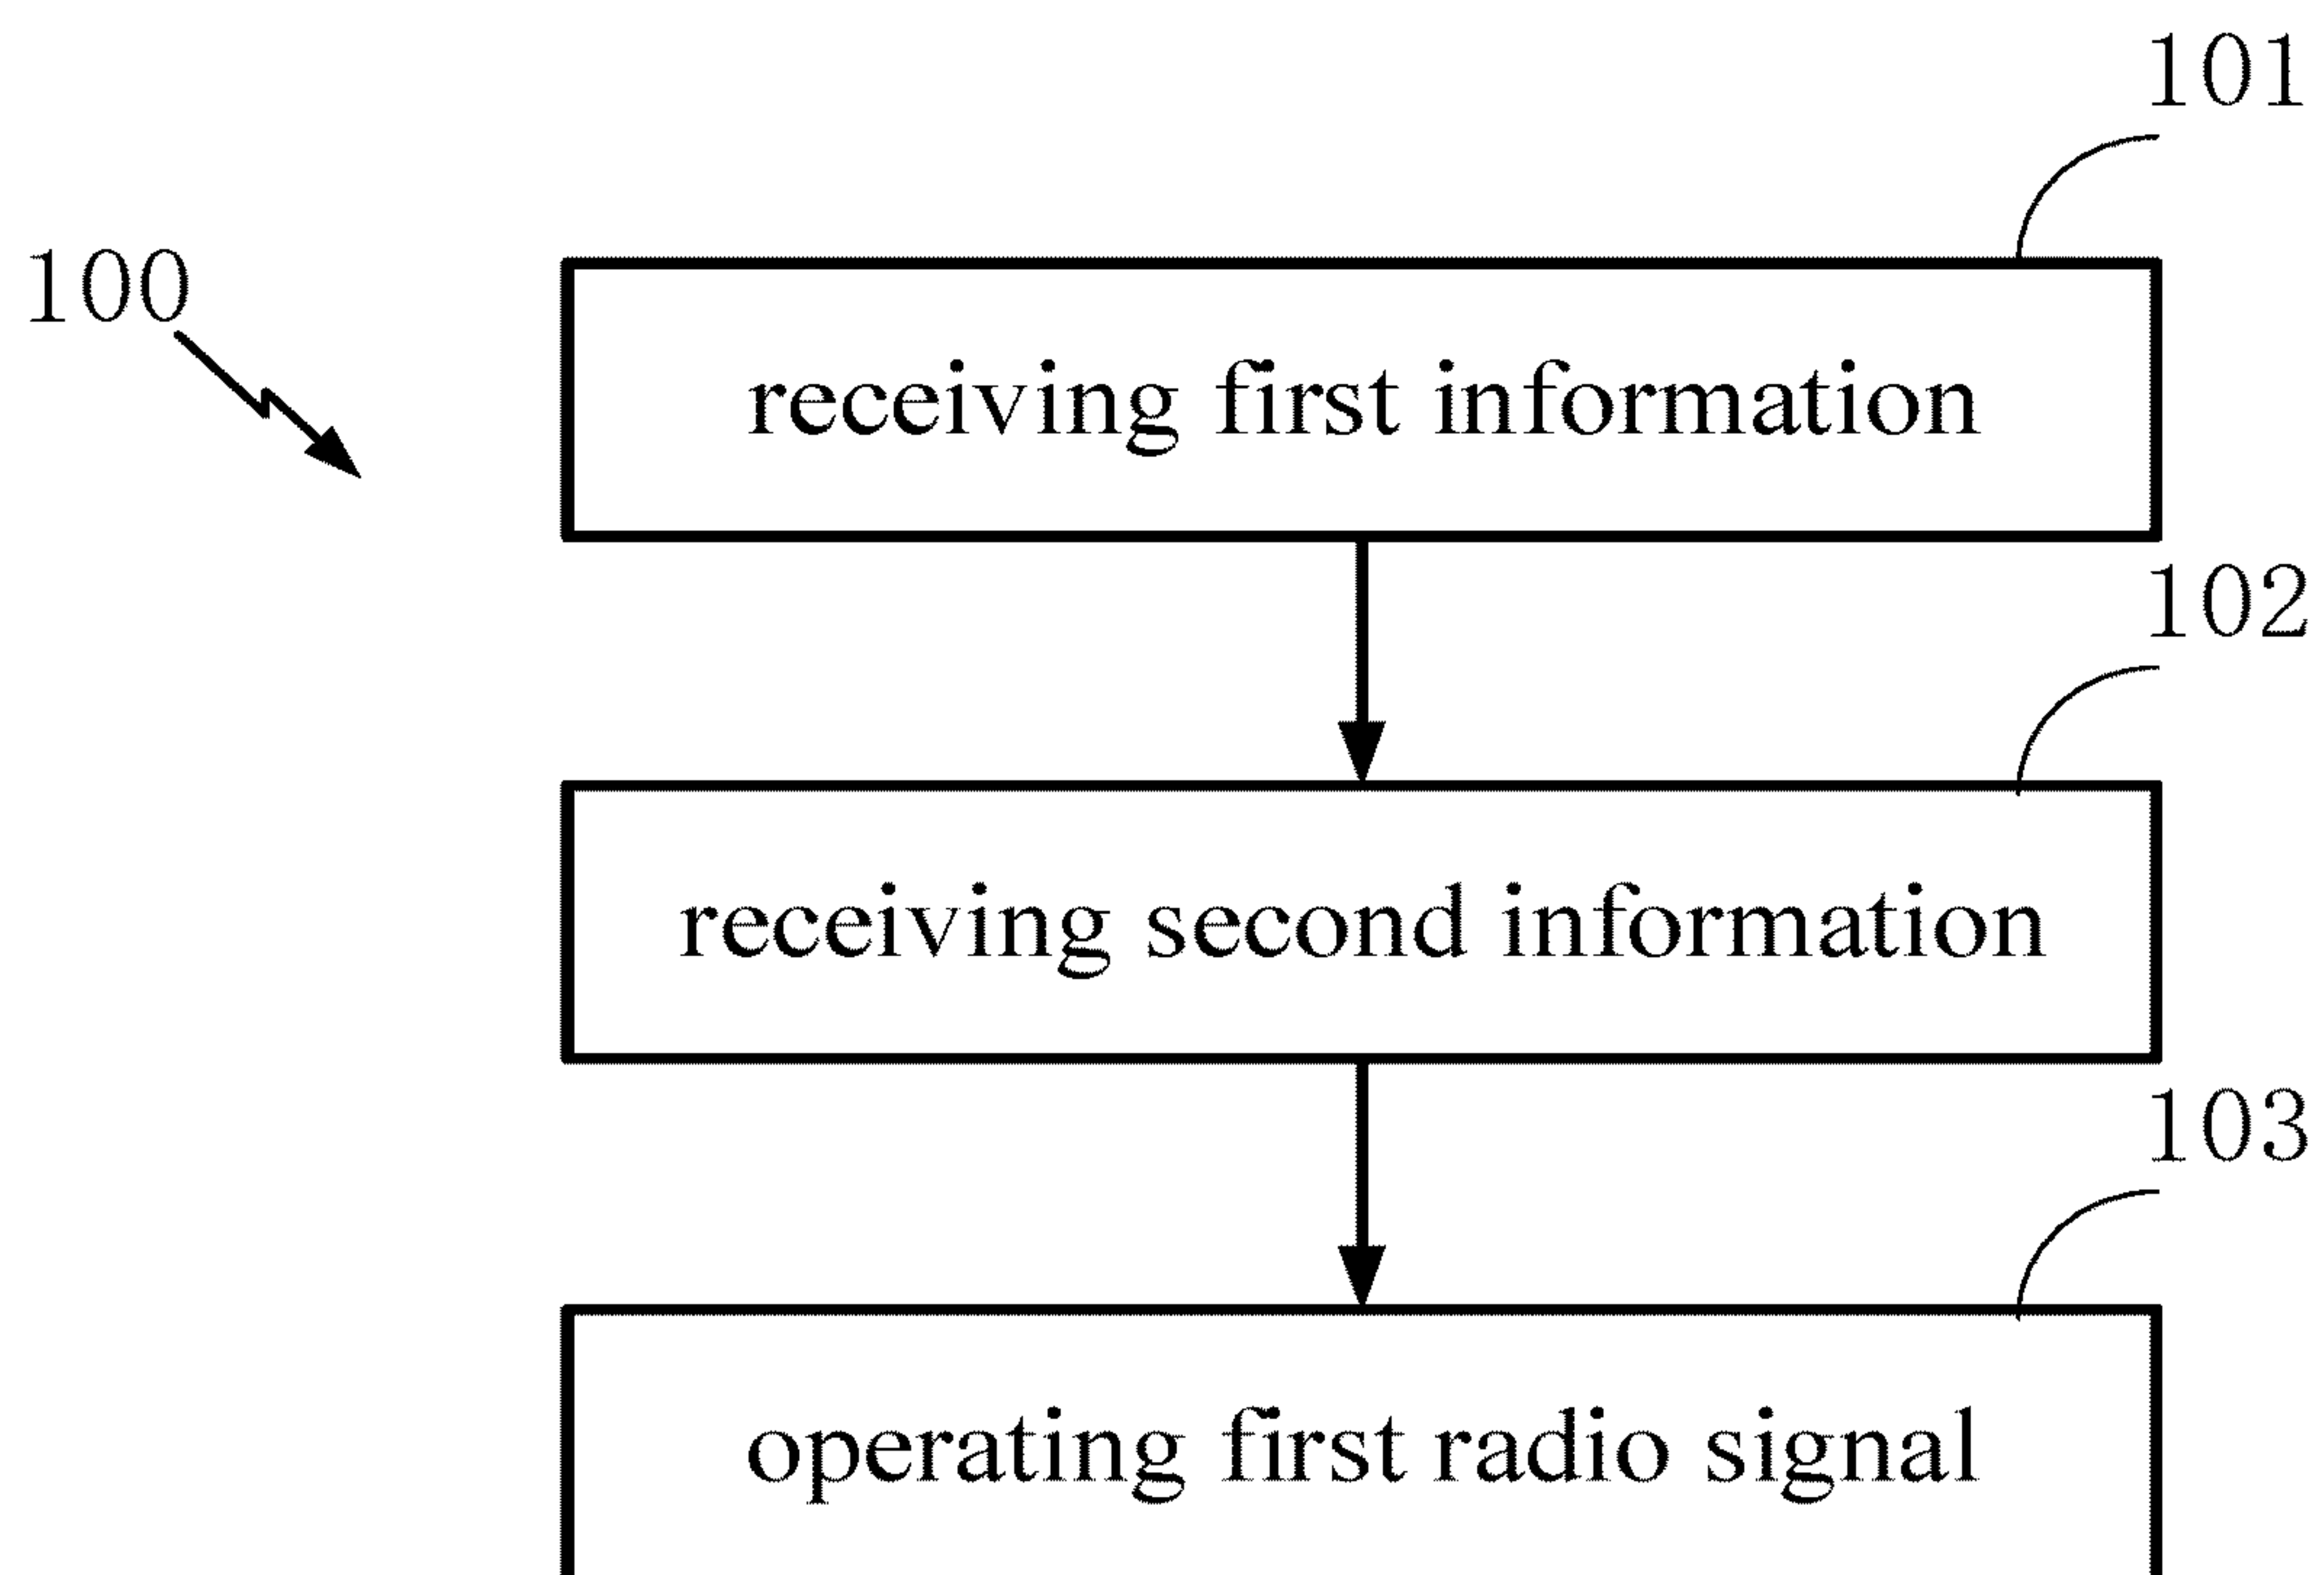 101
100
receiving first information
102
receiving second information
103
operating first radio signal